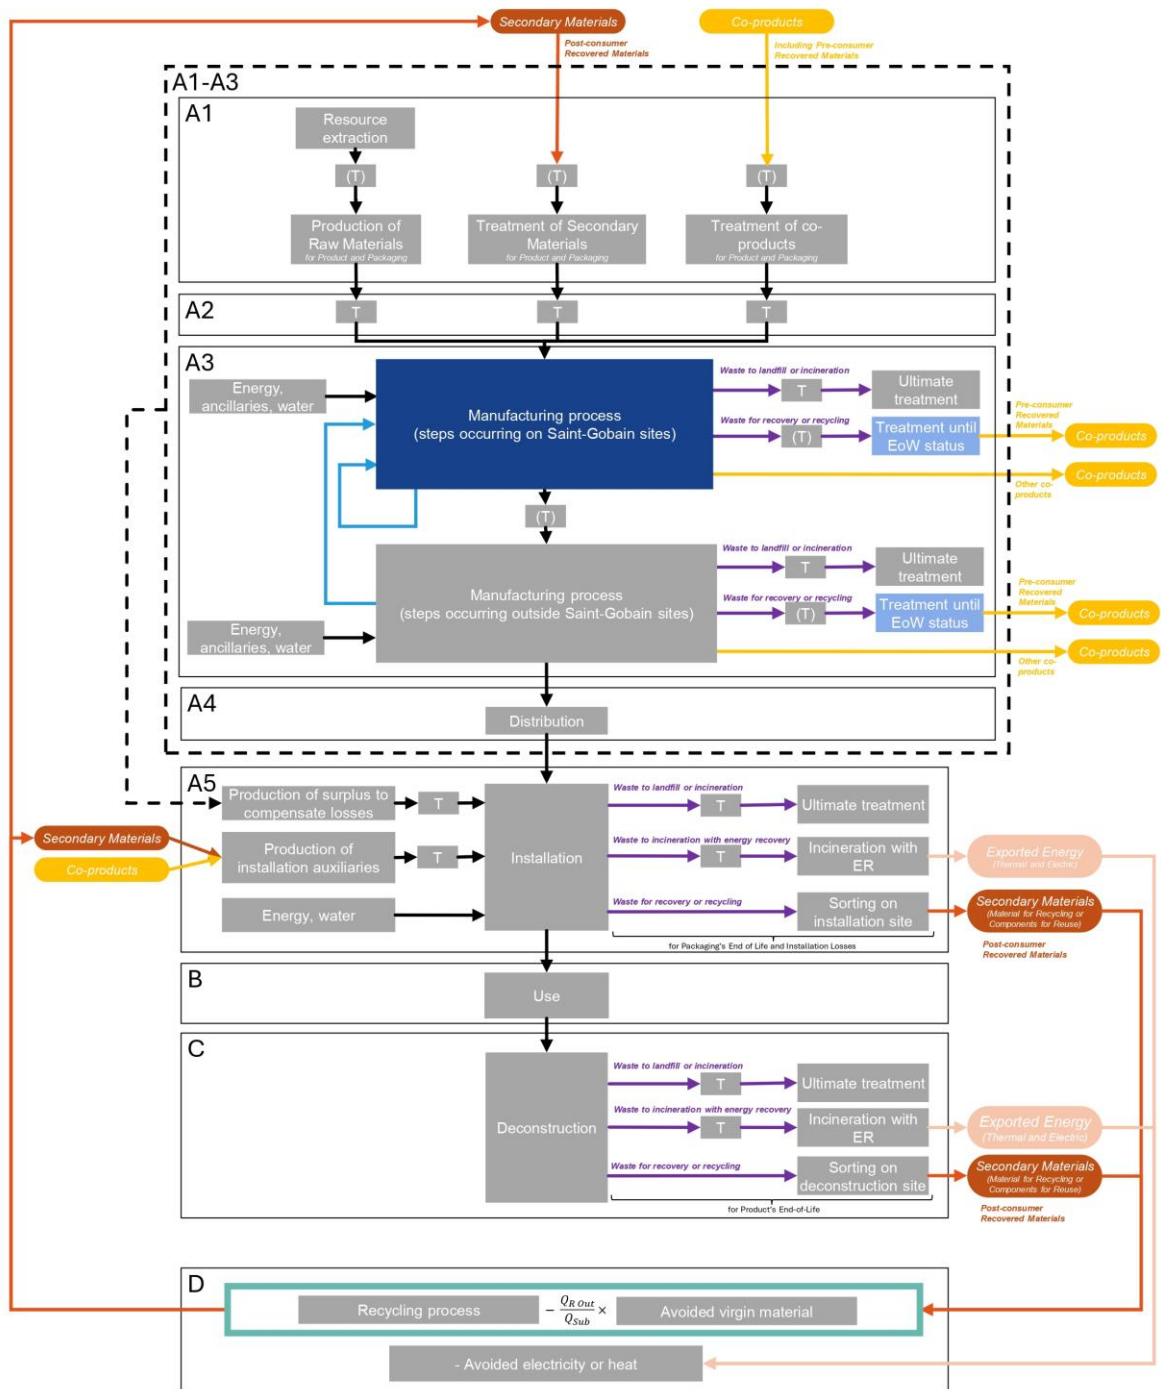 Secondary Materials
Co-products
Post-consumer
Recovered Materials
Including Pre-consumer
Recovered Materials
A1-A3
A1
Resource
extraction
(T)
(T)
(T)
Production of
Raw Materials
for Product and Packaging
Treatment of Secondary
Materials
for Product and Packaging
Treatment of co-
products
for Product and Packaging
A2
T
T
T
A3
Energy,
ancillaries, water
Manufacturing process
(steps occurring on Saint-Gobain sites)
Waste to landfill or incineration
T
Ultimate
treatment
Waste for recovery or recycling
(T)
Treatment until
EoW status
Pre-consumer
Recovered
Materials
Co-products
Other co-
products
Co-products
(T)
Manufacturing process
(steps occurring outside Saint-Gobain sites)
Energy,
ancillaries, water
Waste to landfill or incineration
T
Ultimate
treatment
Waste for recovery or recycling
(T)
Treatment until
EoW status
Pre-consumer
Recovered
Materials
Co-products
Other co-
products
Co-products
A4
Distribution
A5
Production of surplus to
compensate losses
T
Secondary Materials
Co-products
Production of
installation auxiliaries
T
Energy, water
Installation
Waste to landfill or incineration
T
Ultimate treatment
Waste to incineration with energy recovery
T
Incineration with
ER
Exported Energy
(Thermal and Electric)
Waste for recovery or recycling
Sorting on
installation site
Secondary Materials
(Material for Recycling or
Components for Reuse)
Post-consumer
Recovered Materials
for Packaging's End of Life and Installation Losses
B
Use
C
Deconstruction
Waste to landfill or incineration
T
Ultimate treatment
Waste to incineration with energy recovery
T
Incineration with
ER
Exported Energy
(Thermal and Electric)
Waste for recovery or recycling
Sorting on
deconstruction site
Secondary Materials
(Material for Recycling or
Components for Reuse)
Post-consumer
Recovered Materials
for Product's End-of-Life
D
Recycling process
− Q_{R Out} / Q_{Sub} ×
Avoided virgin material
- Avoided electricity or heat